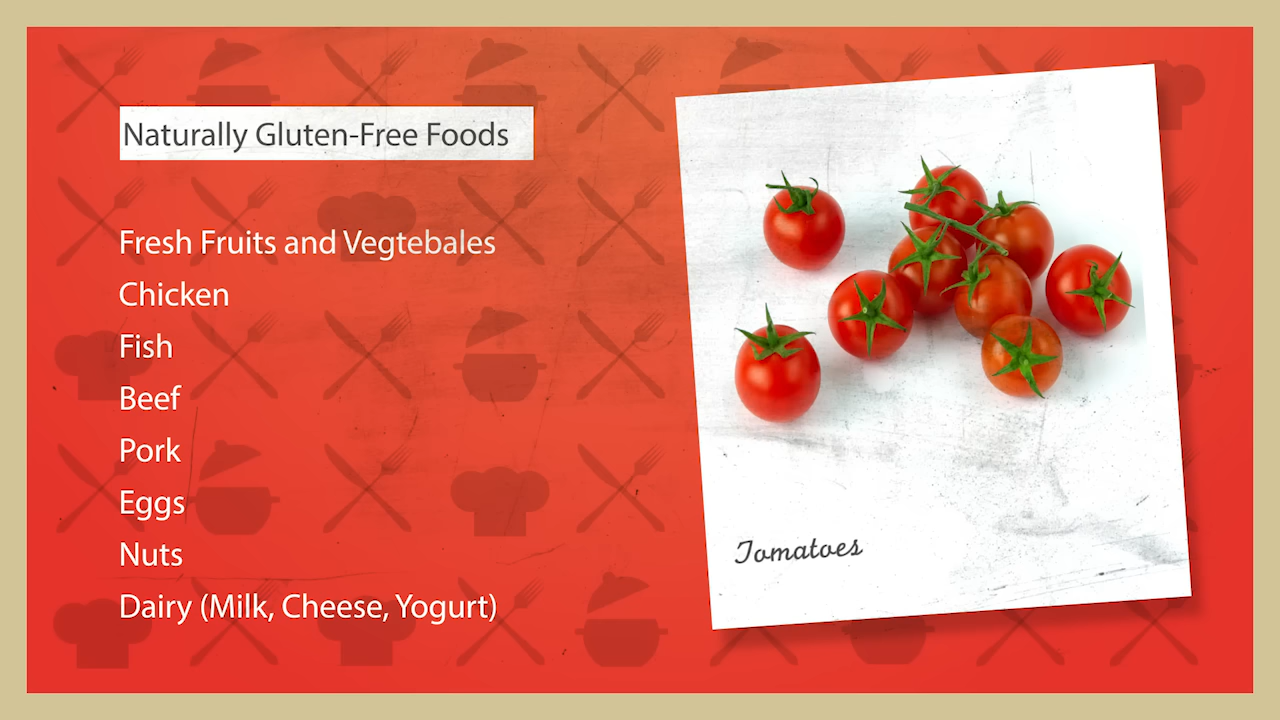 Naturally Gluten-Free Foods
Fresh Fruits and Vegtebales
Chicken
Fish
Beef
Pork
Eggs
Nuts
Dairy (Milk, Cheese, Yogurt)
Tomatoes